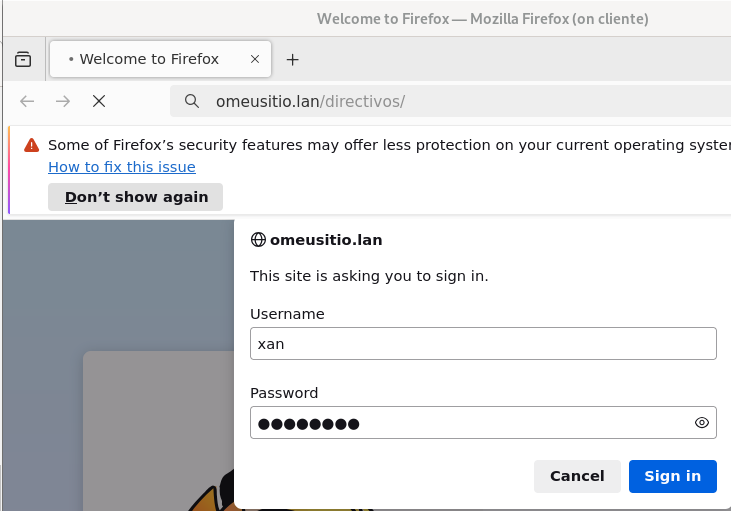 Welcome to Firefox — Mozilla Firefox (on cliente)
Welcome to Firefox
omeusitio.lan/directivos/
Some of Firefox’s security features may offer less protection on your current operating
How to fix this issue
Don’t show again
omeusitio.lan
This site is asking you to sign in.
Username
xan
Password
●●●●●●●●
Cancel
Sign in